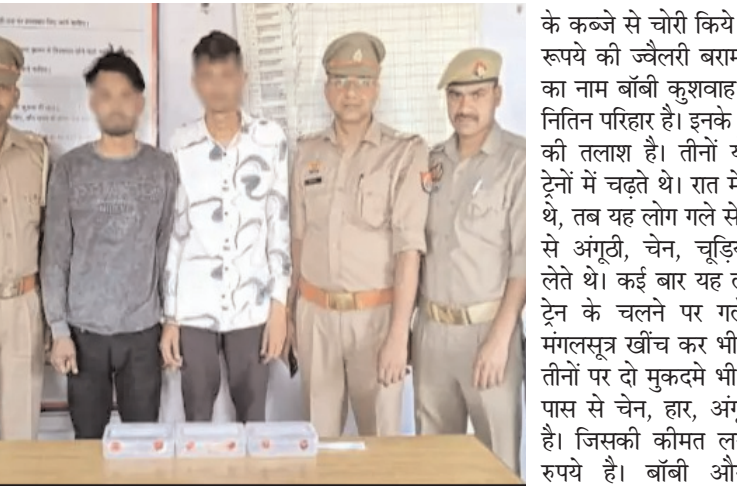 के कब्जे से चोरी किये
रूपये की ज्वैलरी बराम
का नाम बॉबी कुशवाह
नितिन परिहार है। इनके
की तलाश है। तीनों य
ट्रेनों में चढ़ते थे। रात में
थे, तब यह लोग गले से
से अंगूठी, चेन, चूड़िय
लेते थे। कई बार यह त
ट्रेन के चलने पर गले
मंगलसूत्र खींच कर भी
तीनों पर दो मुकदमे भी
पास से चेन, हार, अंगू
है। जिसकी कीमत ल
रुपये है। बॉबी औ